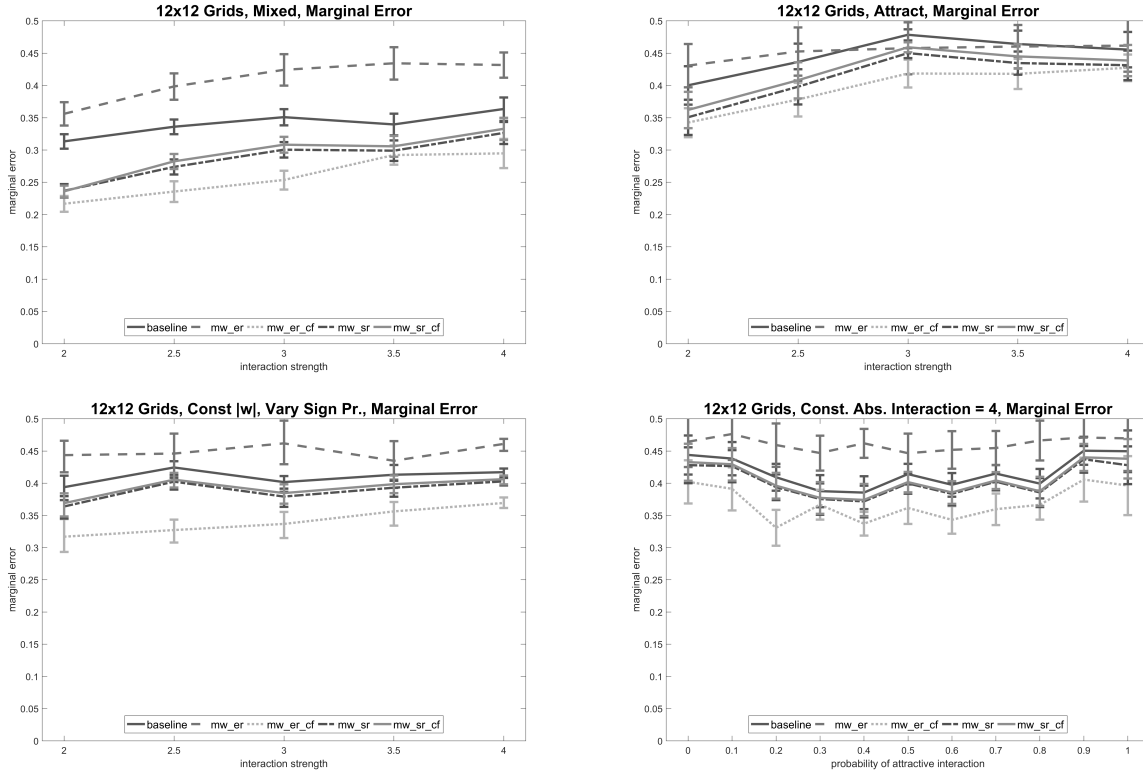 12x12 Grids, Mixed, Marginal Error
0.5
0.45
0.4
0.35
0.3
0.25
0.2
0.15
0.1
0.05
0
marginal error
baseline mw_er mw_er_cf mw_sr mw_sr_cf
2 2.5 3 3.5 4
interaction strength
12x12 Grids, Attract, Marginal Error
0.5
0.45
0.4
0.35
0.3
0.25
0.2
0.15
0.1
0.05
0
marginal error
baseline mw_er mw_er_cf mw_sr mw_sr_cf
2 2.5 3 3.5 4
interaction strength
12x12 Grids, Const |w|, Vary Sign Pr., Marginal Error
0.5
0.45
0.4
0.35
0.3
0.25
0.2
0.15
0.1
0.05
0
marginal error
baseline mw_er mw_er_cf mw_sr mw_sr_cf
2 2.5 3 3.5 4
interaction strength
12x12 Grids, Const. Abs. Interaction = 4, Marginal Error
0.5
0.45
0.4
0.35
0.3
0.25
0.2
0.15
0.1
0.05
0
marginal error
baseline mw_er mw_er_cf mw_sr mw_sr_cf
0 0.1 0.2 0.3 0.4 0.5 0.6 0.7 0.8 0.9 1
probability of attractive interaction